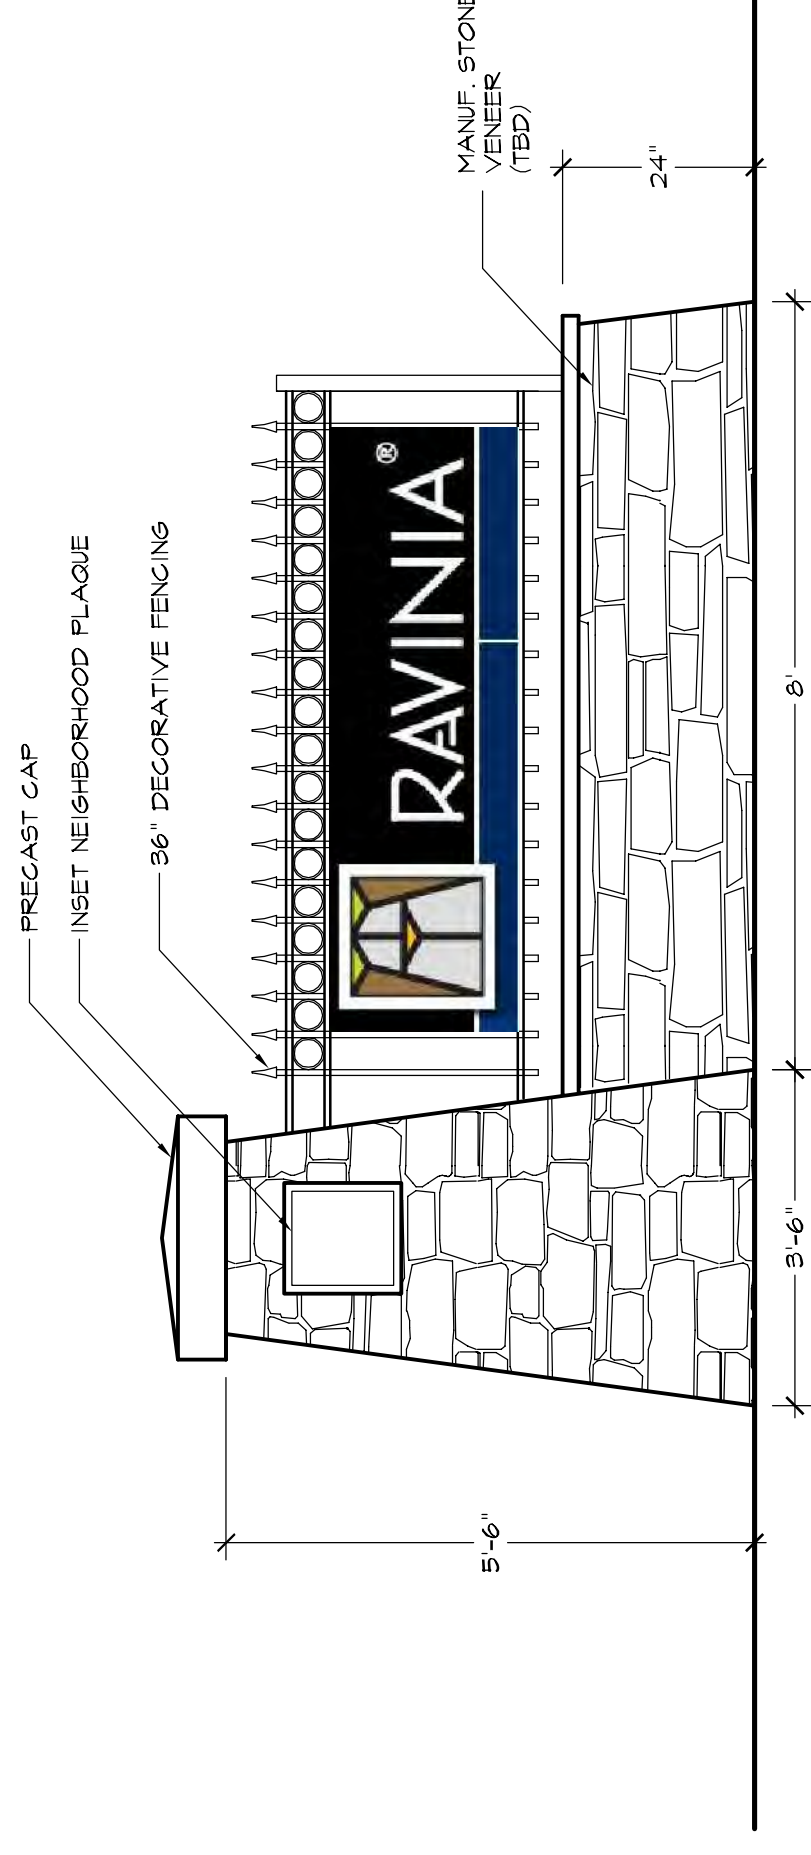 PRECAST CAP
INSET NEIGHBORHOOD PLAQUE
36" DECORATIVE FENCING
MANUF. STONE
VENEER
(TBD)
RAVINIA®
24"
5'-6"
3'-6"
8'